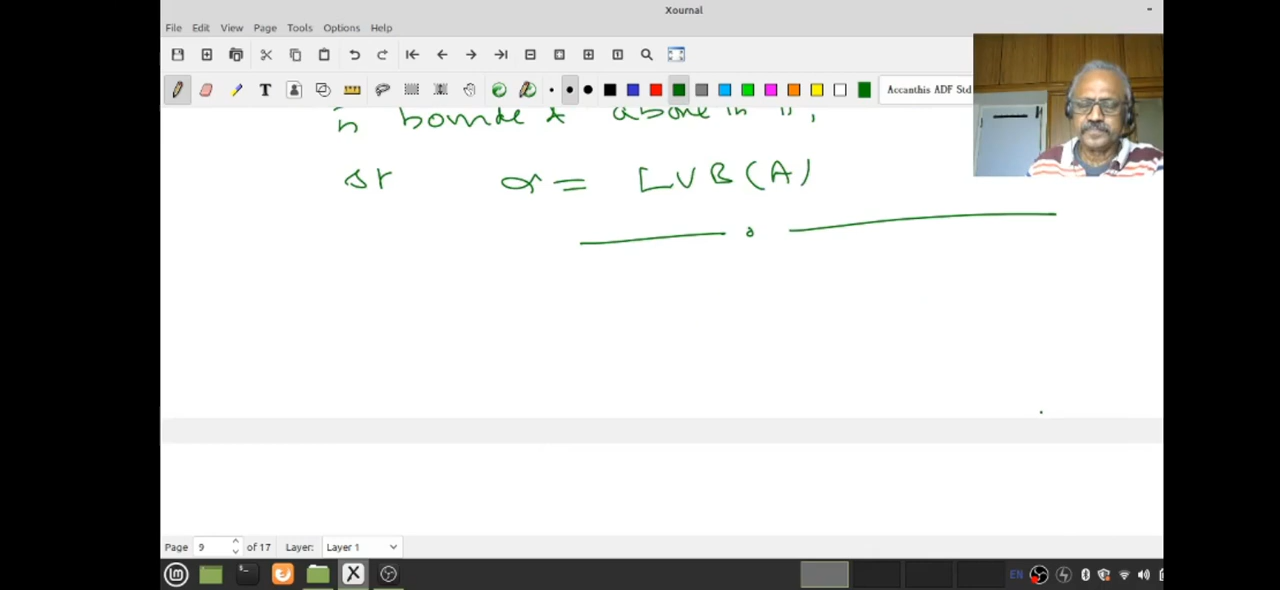 Xournal
File Edit View Page Tools Options Help
Accanthis ADF Std
bounde above in
α = LUB (A)
Page 9 of 17 Layer: Layer 1
EN